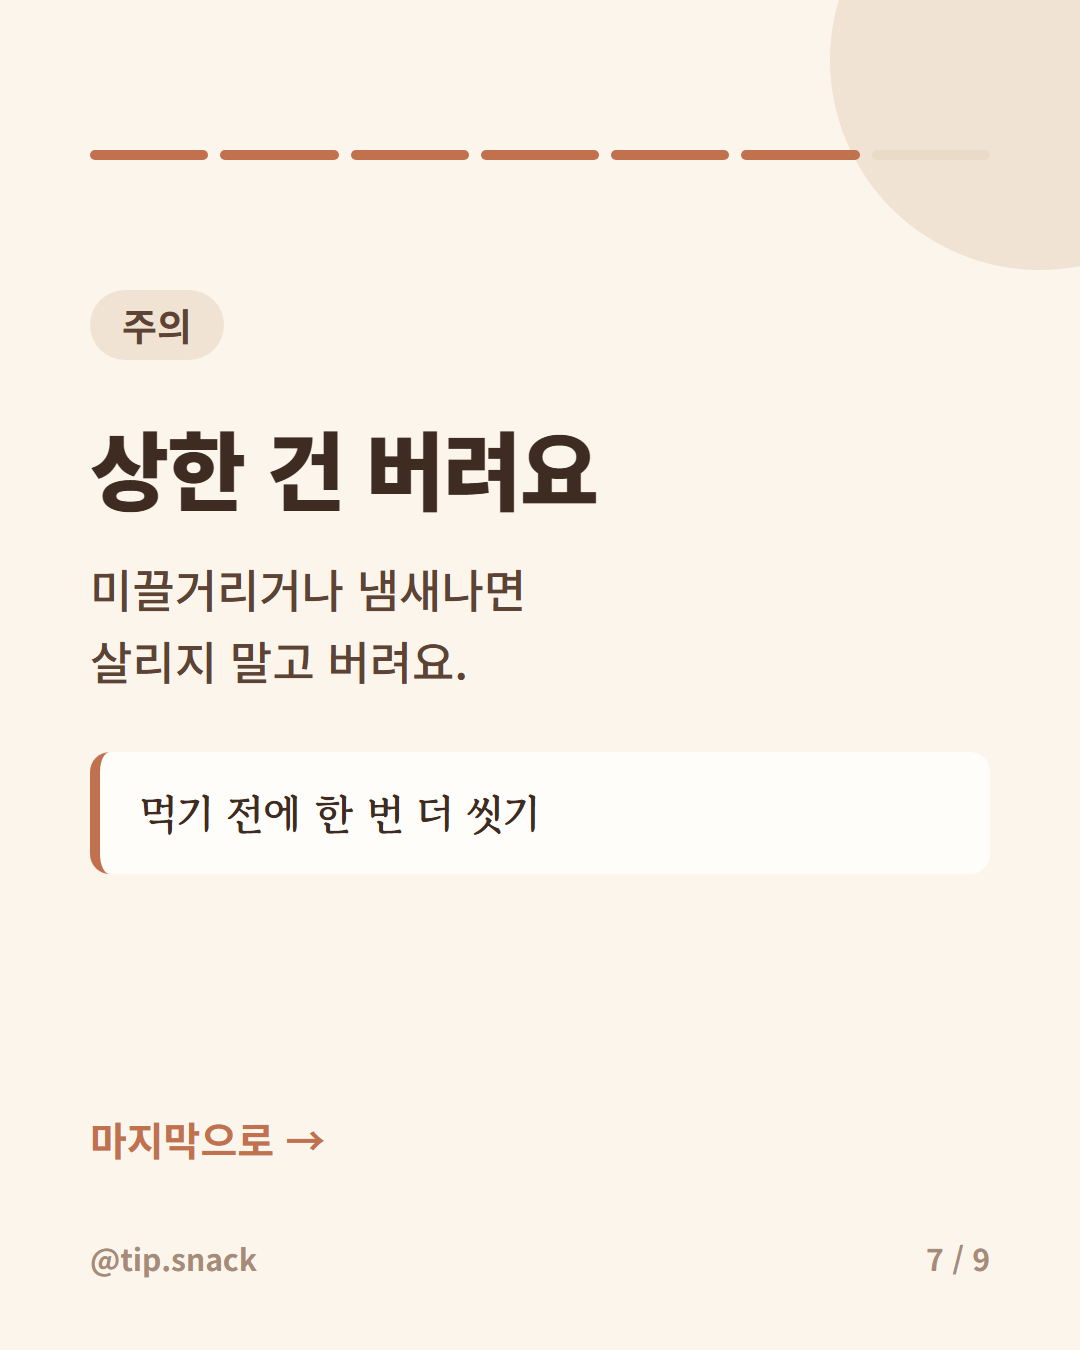 주의
상한 건 버려요
미끌거리거나 냄새나면
살리지 말고 버려요.
먹기 전에 한 번 더 씻기
마지막으로 →
@tip.snack
7 / 9